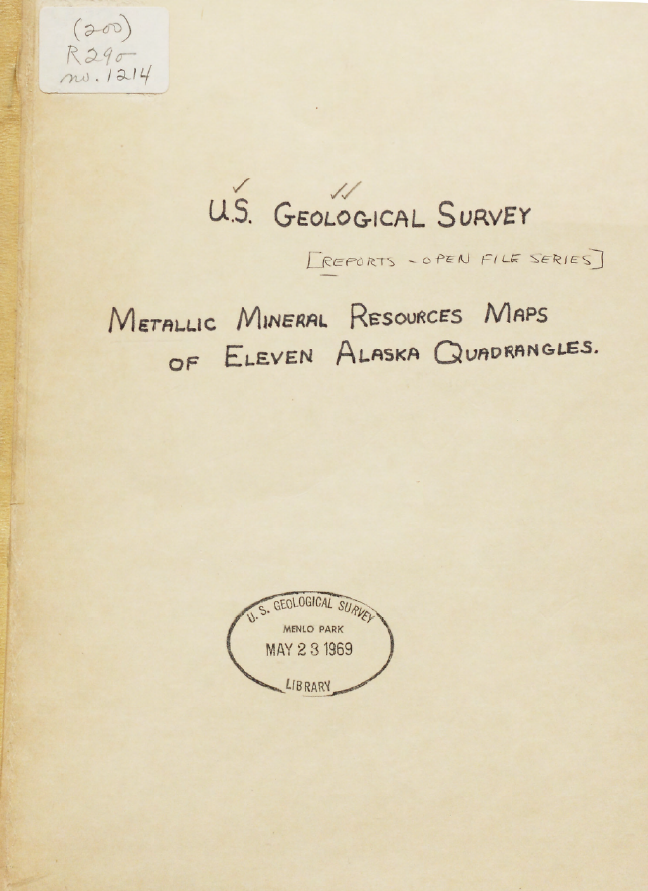 (200)
R29o
no. 1214
U.S. GEOLOGICAL SURVEY
[REPORTS - OPEN FILE SERIES]
METALLIC MINERAL RESOURCES MAPS
OF ELEVEN ALASKA QUADRANGLES.
U. S. GEOLOGICAL SURVEY
MENLO PARK
MAY 23 1969
LIBRARY